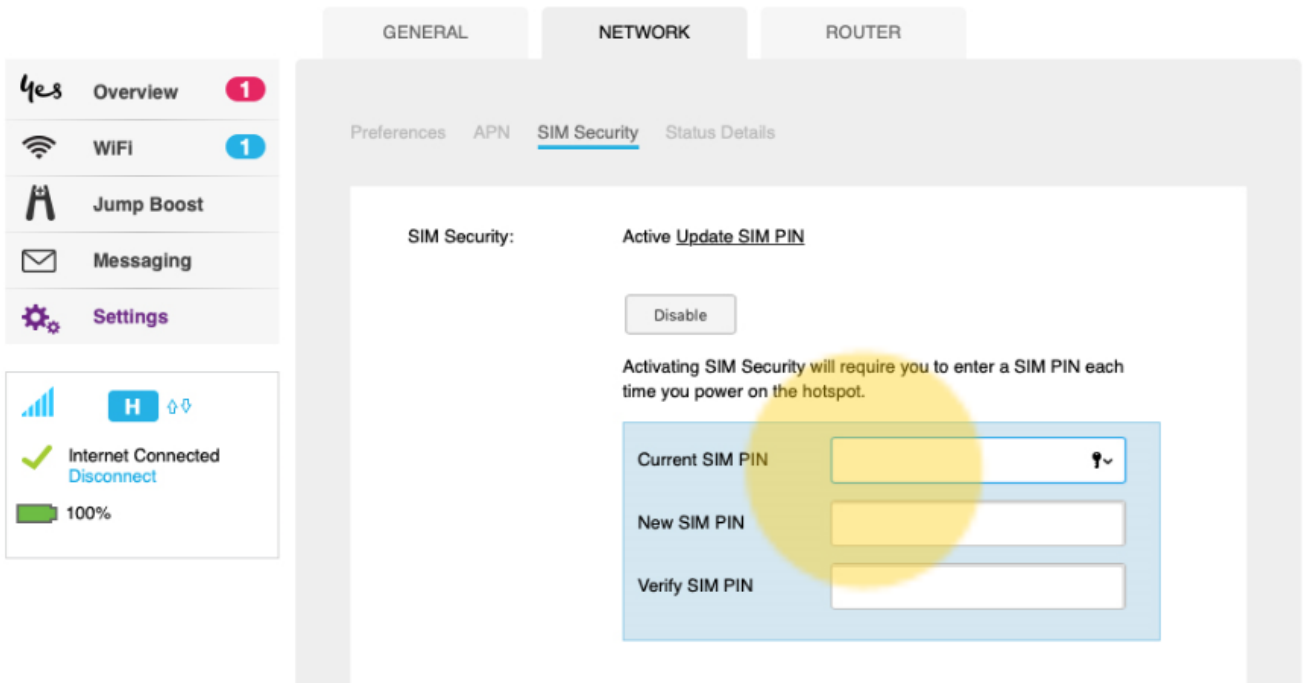 GENERAL
NETWORK
ROUTER
yes Overview 1
WiFi 1
Jump Boost
Messaging
Settings
H
Internet Connected
Disconnect
100%
Preferences APN SIM Security Status Details
SIM Security: Active Update SIM PIN
Disable
Activating SIM Security will require you to enter a SIM PIN each
time you power on the hotspot.
Current SIM PIN
New SIM PIN
Verify SIM PIN